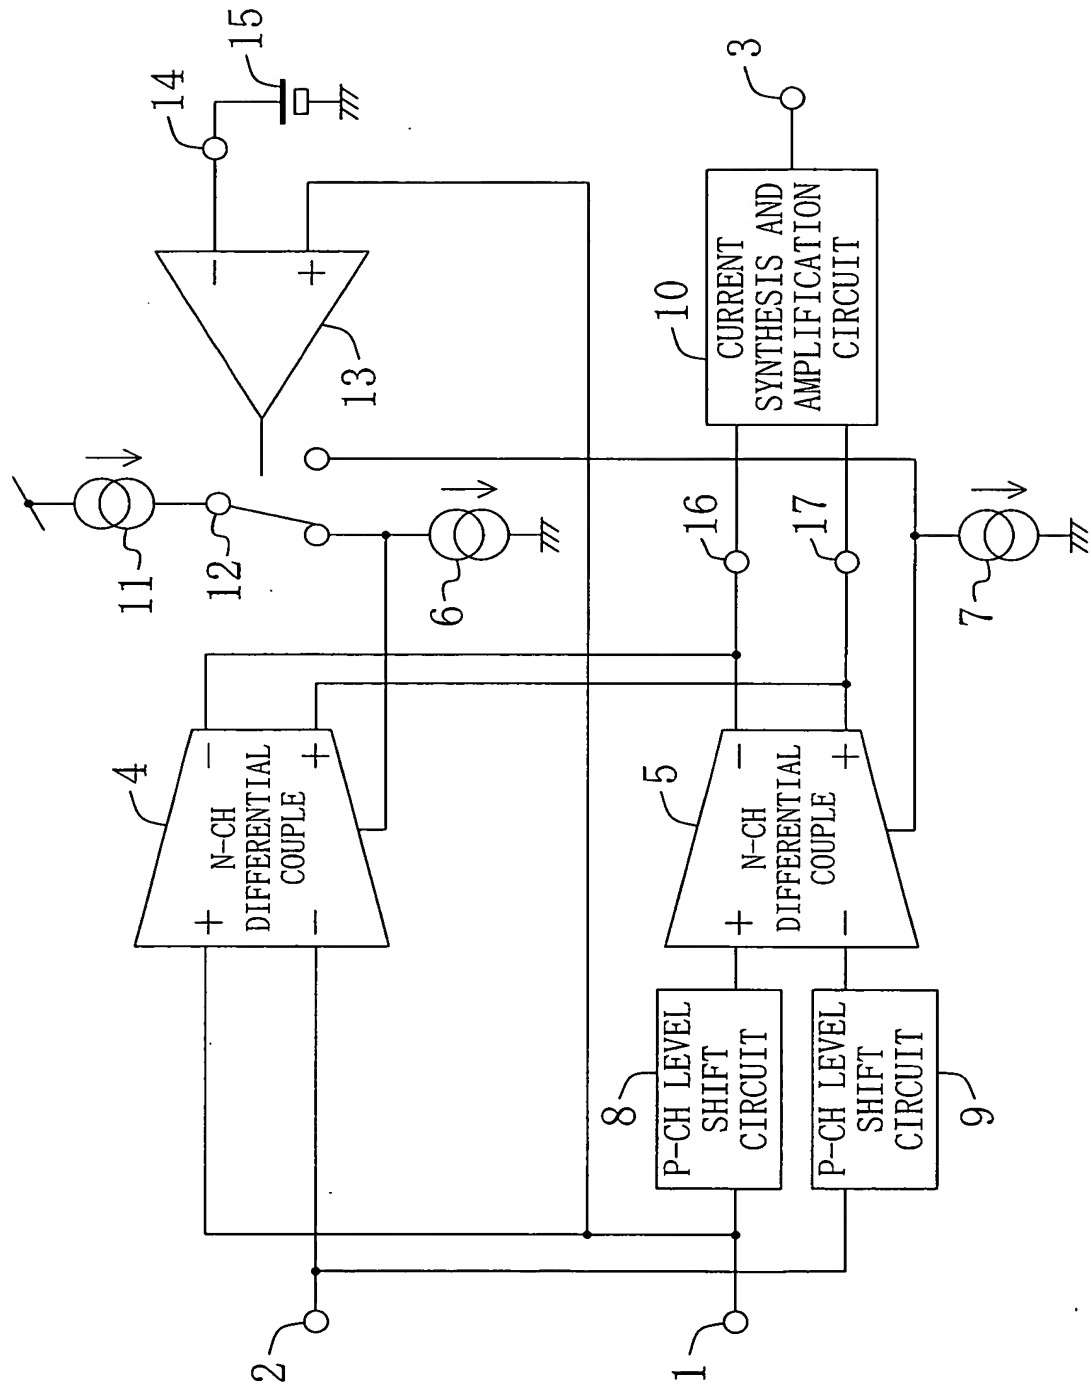 15
14
3
-
+
13
CURRENT
SYNTHESIS AND
AMPLIFICATION
CIRCUIT
10
11
12
6
16
17
7
4
-
+
N-CH
DIFFERENTIAL
COUPLE
+
-
5
-
+
N-CH
DIFFERENTIAL
COUPLE
+
-
8
P-CH LEVEL
SHIFT
CIRCUIT
P-CH LEVEL
SHIFT
CIRCUIT
9
2
1